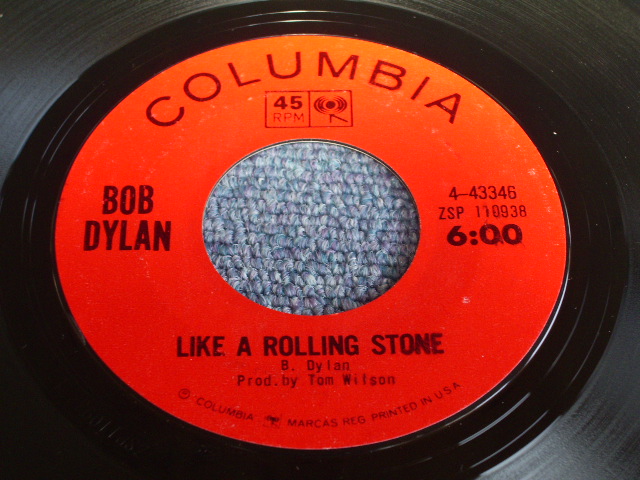 COLUMBIA
45
RPM
BOB
DYLAN
4-43346
ZSP 110938
6:00
LIKE A ROLLING STONE
B. Dylan
Prod. by Tom Wilson
© "COLUMBIA" MARCAS REG. PRINTED IN U.S.A.